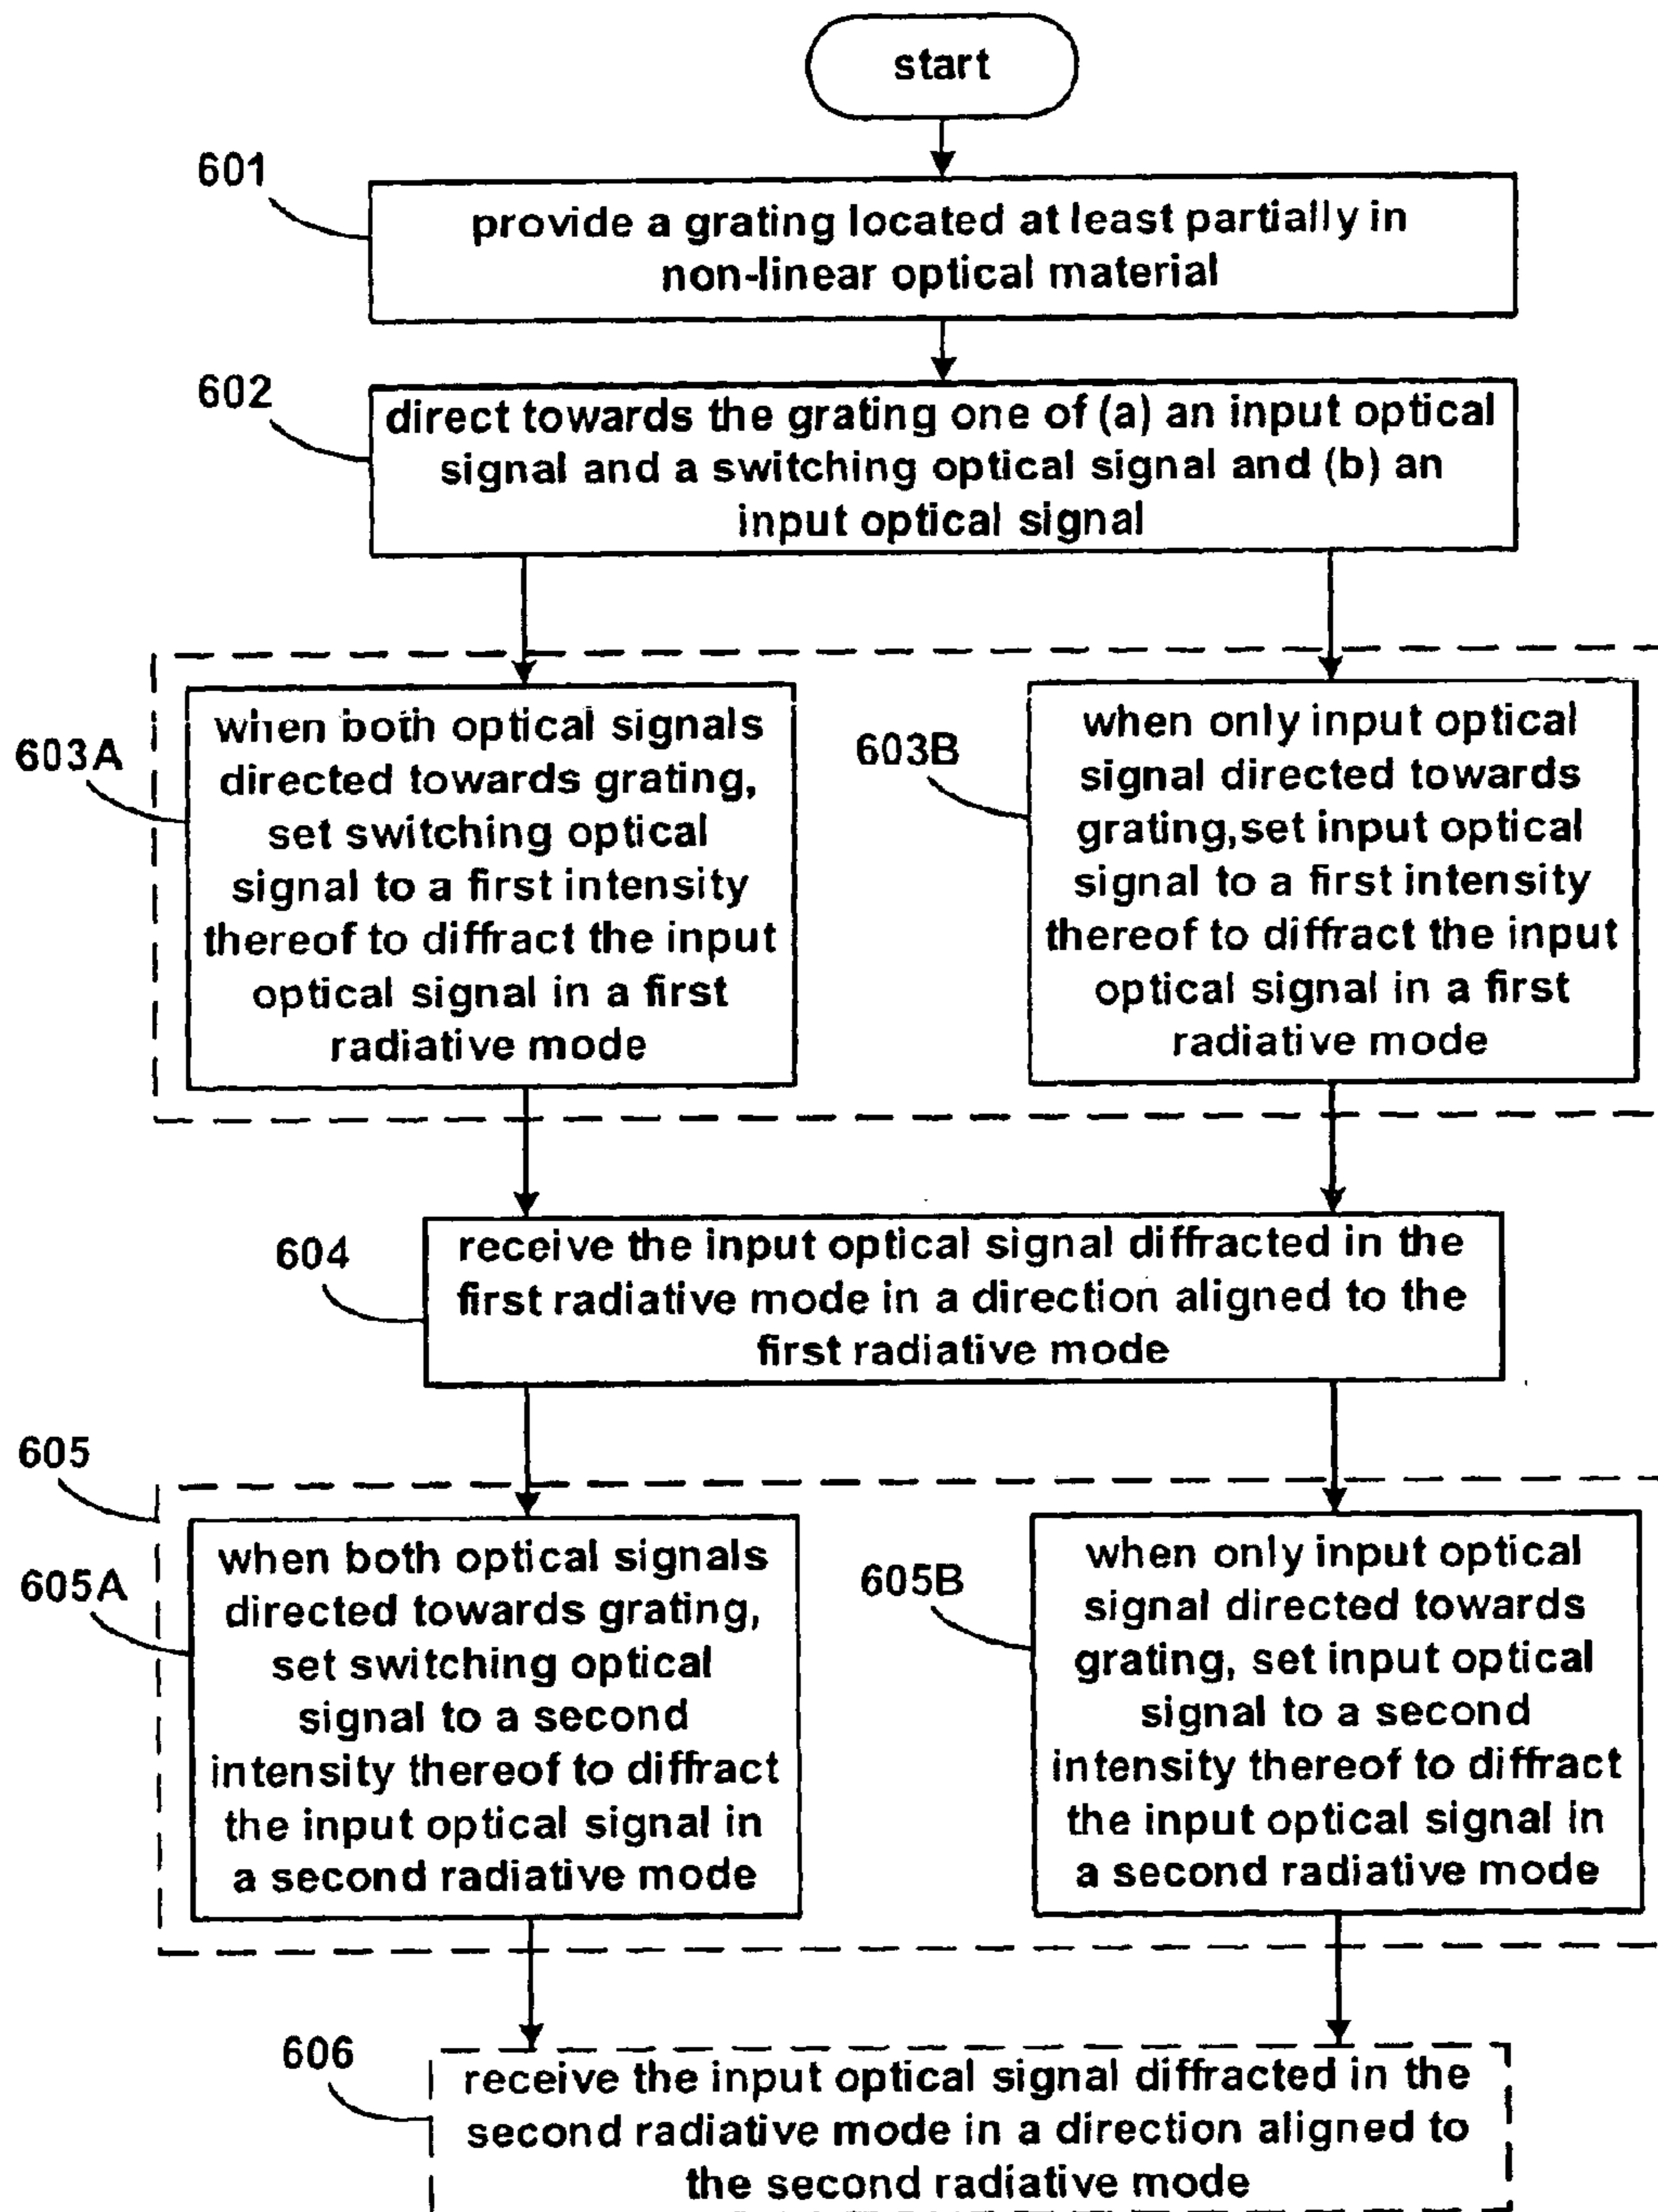 start
601
provide a grating located at least partially in
non-linear optical material
602
direct towards the grating one of (a) an input optical
signal and a switching optical signal and (b) an
input optical signal
603A
when both optical signals
directed towards grating,
set switching optical
signal to a first intensity
thereof to diffract the input
optical signal in a first
radiative mode
603B
when only input optical
signal directed towards
grating,set input optical
signal to a first intensity
thereof to diffract the input
optical signal in a first
radiative mode
604
receive the input optical signal diffracted in the
first radiative mode in a direction aligned to the
first radiative mode
605
605A
when both optical signals
directed towards grating,
set switching optical
signal to a second
intensity thereof to diffract
the input optical signal in
a second radiative mode
605B
when only input optical
signal directed towards
grating, set input optical
signal to a second
intensity thereof to diffract
the input optical signal in
a second radiative mode
606
receive the input optical signal diffracted in the
second radiative mode in a direction aligned to
the second radiative mode